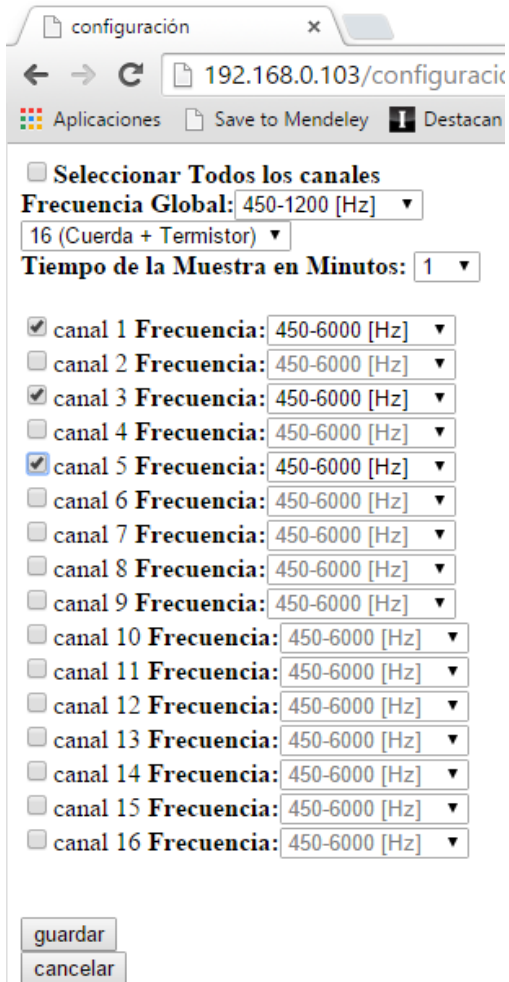 configuración
192.168.0.103/configuració
Aplicaciones Save to Mendeley I Destacan
Seleccionar Todos los canales
Frecuencia Global: 450-1200 [Hz]
16 (Cuerda + Termistor)
Tiempo de la Muestra en Minutos: 1
canal 1 Frecuencia: 450-6000 [Hz]
canal 2 Frecuencia: 450-6000 [Hz]
canal 3 Frecuencia: 450-6000 [Hz]
canal 4 Frecuencia: 450-6000 [Hz]
canal 5 Frecuencia: 450-6000 [Hz]
canal 6 Frecuencia: 450-6000 [Hz]
canal 7 Frecuencia: 450-6000 [Hz]
canal 8 Frecuencia: 450-6000 [Hz]
canal 9 Frecuencia: 450-6000 [Hz]
canal 10 Frecuencia: 450-6000 [Hz]
canal 11 Frecuencia: 450-6000 [Hz]
canal 12 Frecuencia: 450-6000 [Hz]
canal 13 Frecuencia: 450-6000 [Hz]
canal 14 Frecuencia: 450-6000 [Hz]
canal 15 Frecuencia: 450-6000 [Hz]
canal 16 Frecuencia: 450-6000 [Hz]
guardar
cancelar